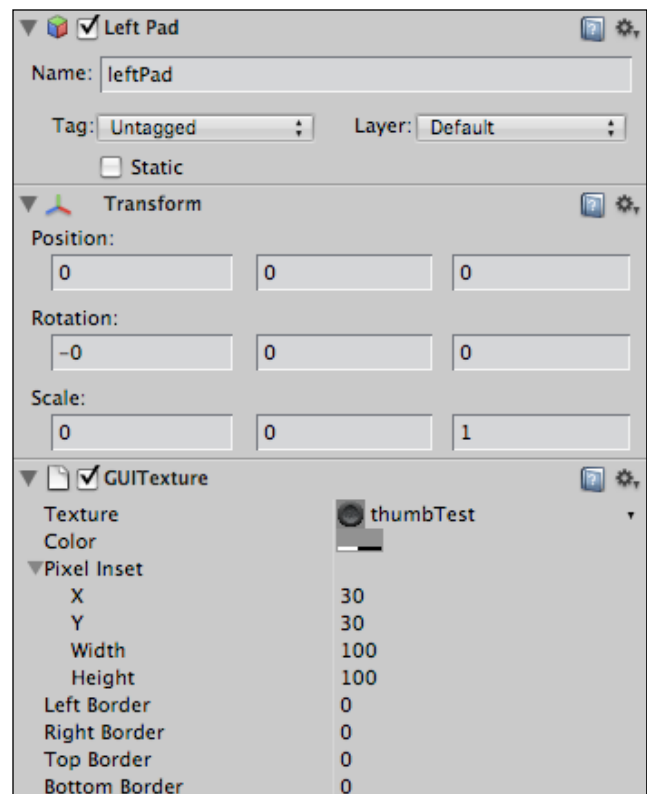 Left Pad
Name: leftPad
Tag: Untagged Layer: Default
Static
Transform
Position:
0 0 0
Rotation:
-0 0 0
Scale:
0 0 1
GUITexture
Texture thumbTest
Color
Pixel Inset
X 30
Y 30
Width 100
Height 100
Left Border 0
Right Border 0
Top Border 0
Bottom Border 0